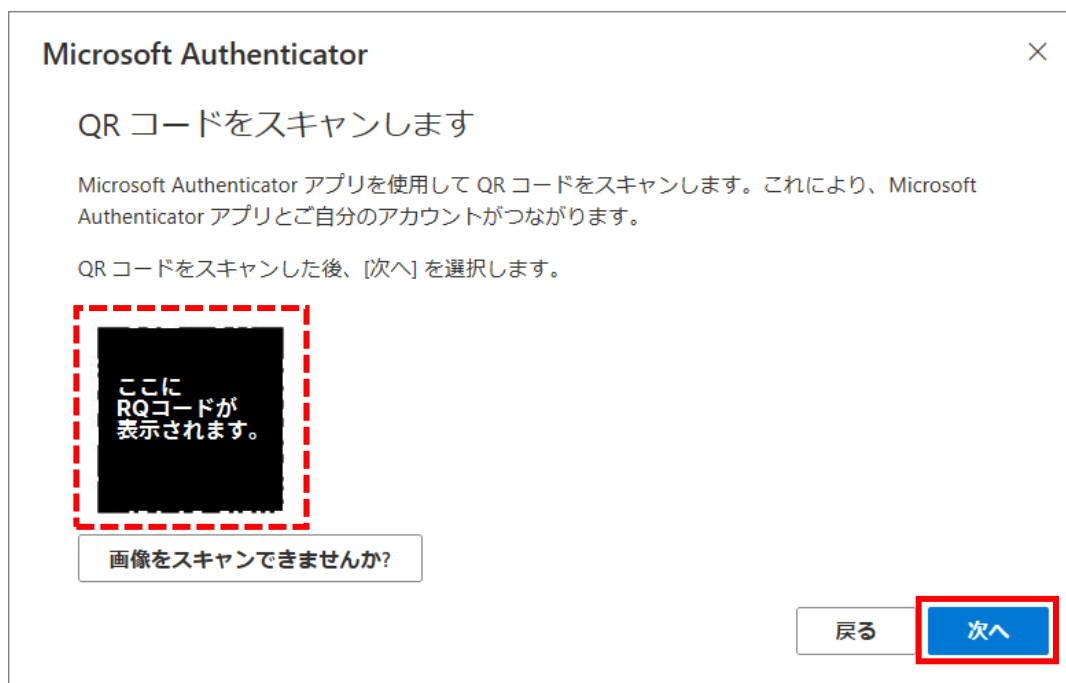 Microsoft Authenticator
QR コードをスキャンします
Microsoft Authenticator アプリを使用して QR コードをスキャンします。これにより、Microsoft
Authenticator アプリとご自分のアカウントがつながります。
QR コードをスキャンした後、[次へ] を選択します。
ここに
RQコードが
表示されます。
画像をスキャンできませんか?
戻る
次へ